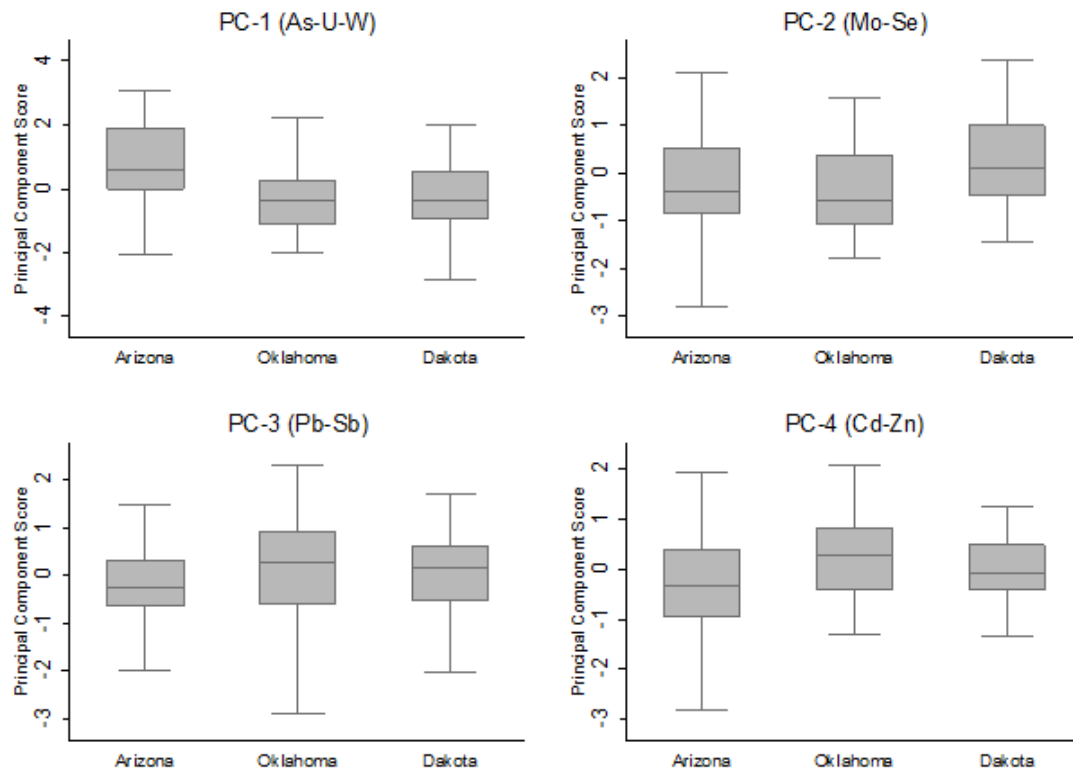 PC-1 (As-U-W)
Principal Component Score
4
2
0
-2
-4
Arizona Oklahoma Dakota
PC-2 (Mo-Se)
Principal Component Score
2
1
0
-1
-2
-3
Arizona Oklahoma Dakota
PC-3 (Pb-Sb)
Principal Component Score
2
1
0
-1
-2
-3
Arizona Oklahoma Dakota
PC-4 (Cd-Zn)
Principal Component Score
2
1
0
-1
-2
-3
Arizona Oklahoma Dakota